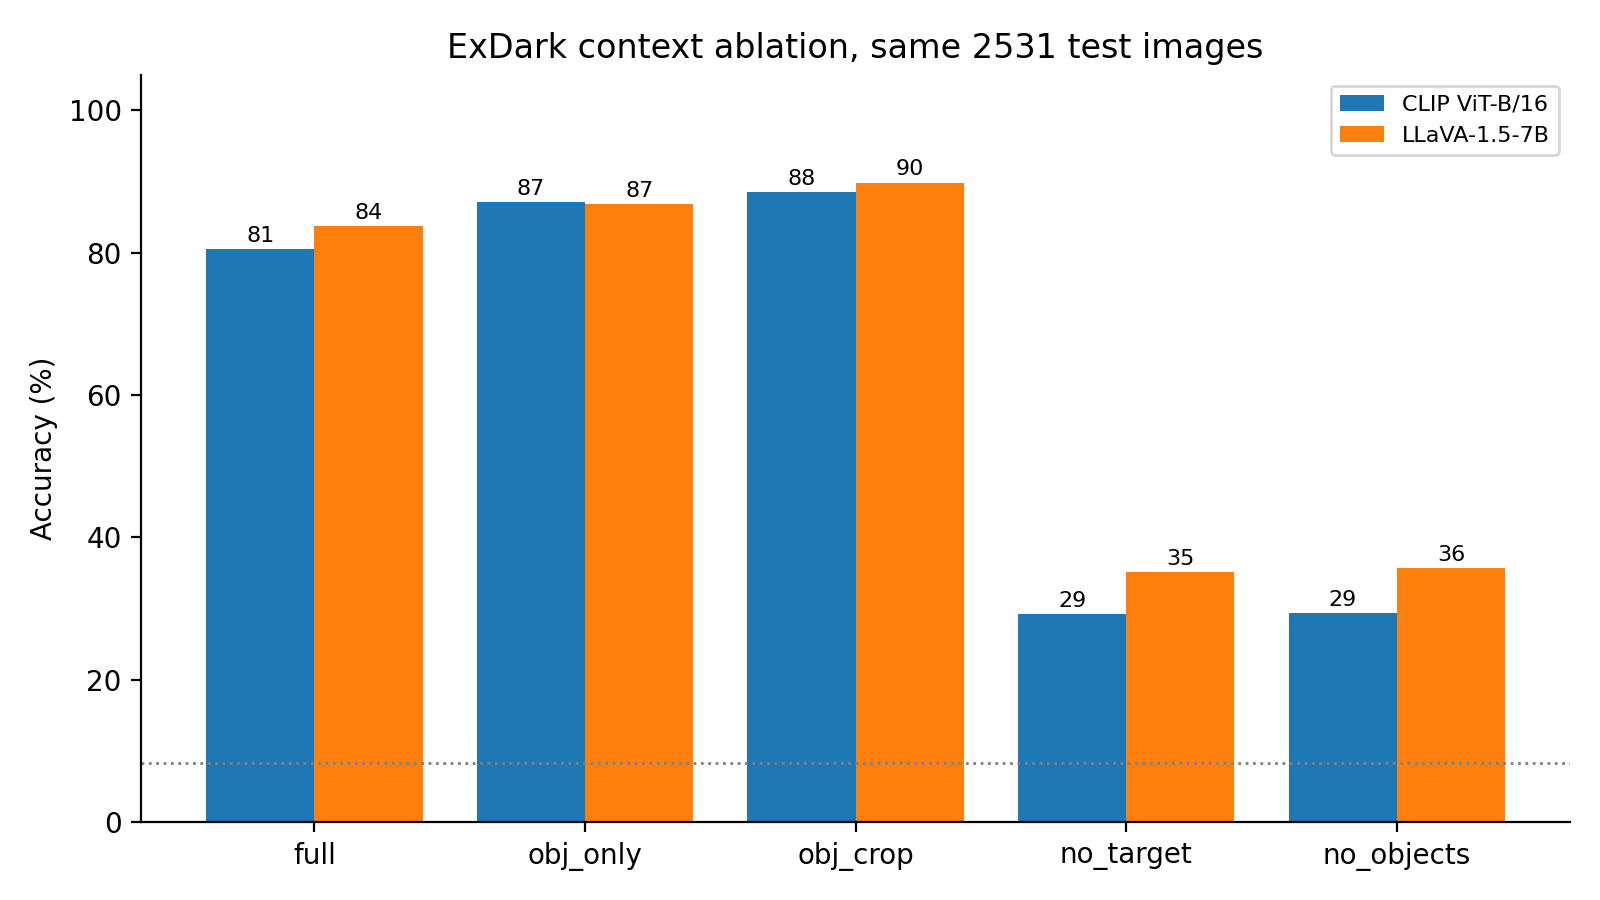 ExDark context ablation, same 2531 test images
CLIP ViT-B/16
LLaVA-1.5-7B
Accuracy (%)
100
80
60
40
20
0
81
84
87
87
88
90
29
35
29
36
full
obj_only
obj_crop
no_target
no_objects